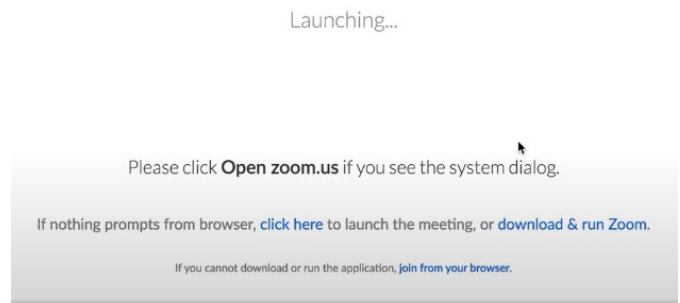 Launching...
Please click Open zoom.us if you see the system dialog.
If nothing prompts from browser, click here to launch the meeting, or download & run Zoom.
If you cannot download or run the application, join from your browser.